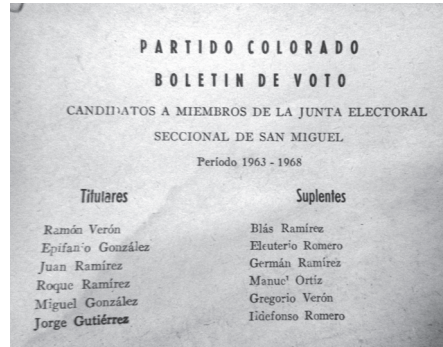 PARTIDO COLORADO
BOLETIN DE VOTO
CANDIDATOS A MIEMBROS DE LA JUNTA ELECTORAL
SECCIONAL DE SAN MIGUEL
Periodo 1963 - 1968
Titulares
Ramón Verón
Epifanio González
Juan Ramírez
Roque Ramírez
Miguel González
Jorge Gutiérrez
Suplentes
Blás Ramírez
Eleuterio Romero
Germán Ramírez
Manuel Ortiz
Gregorio Verón
Ildefonso Romero